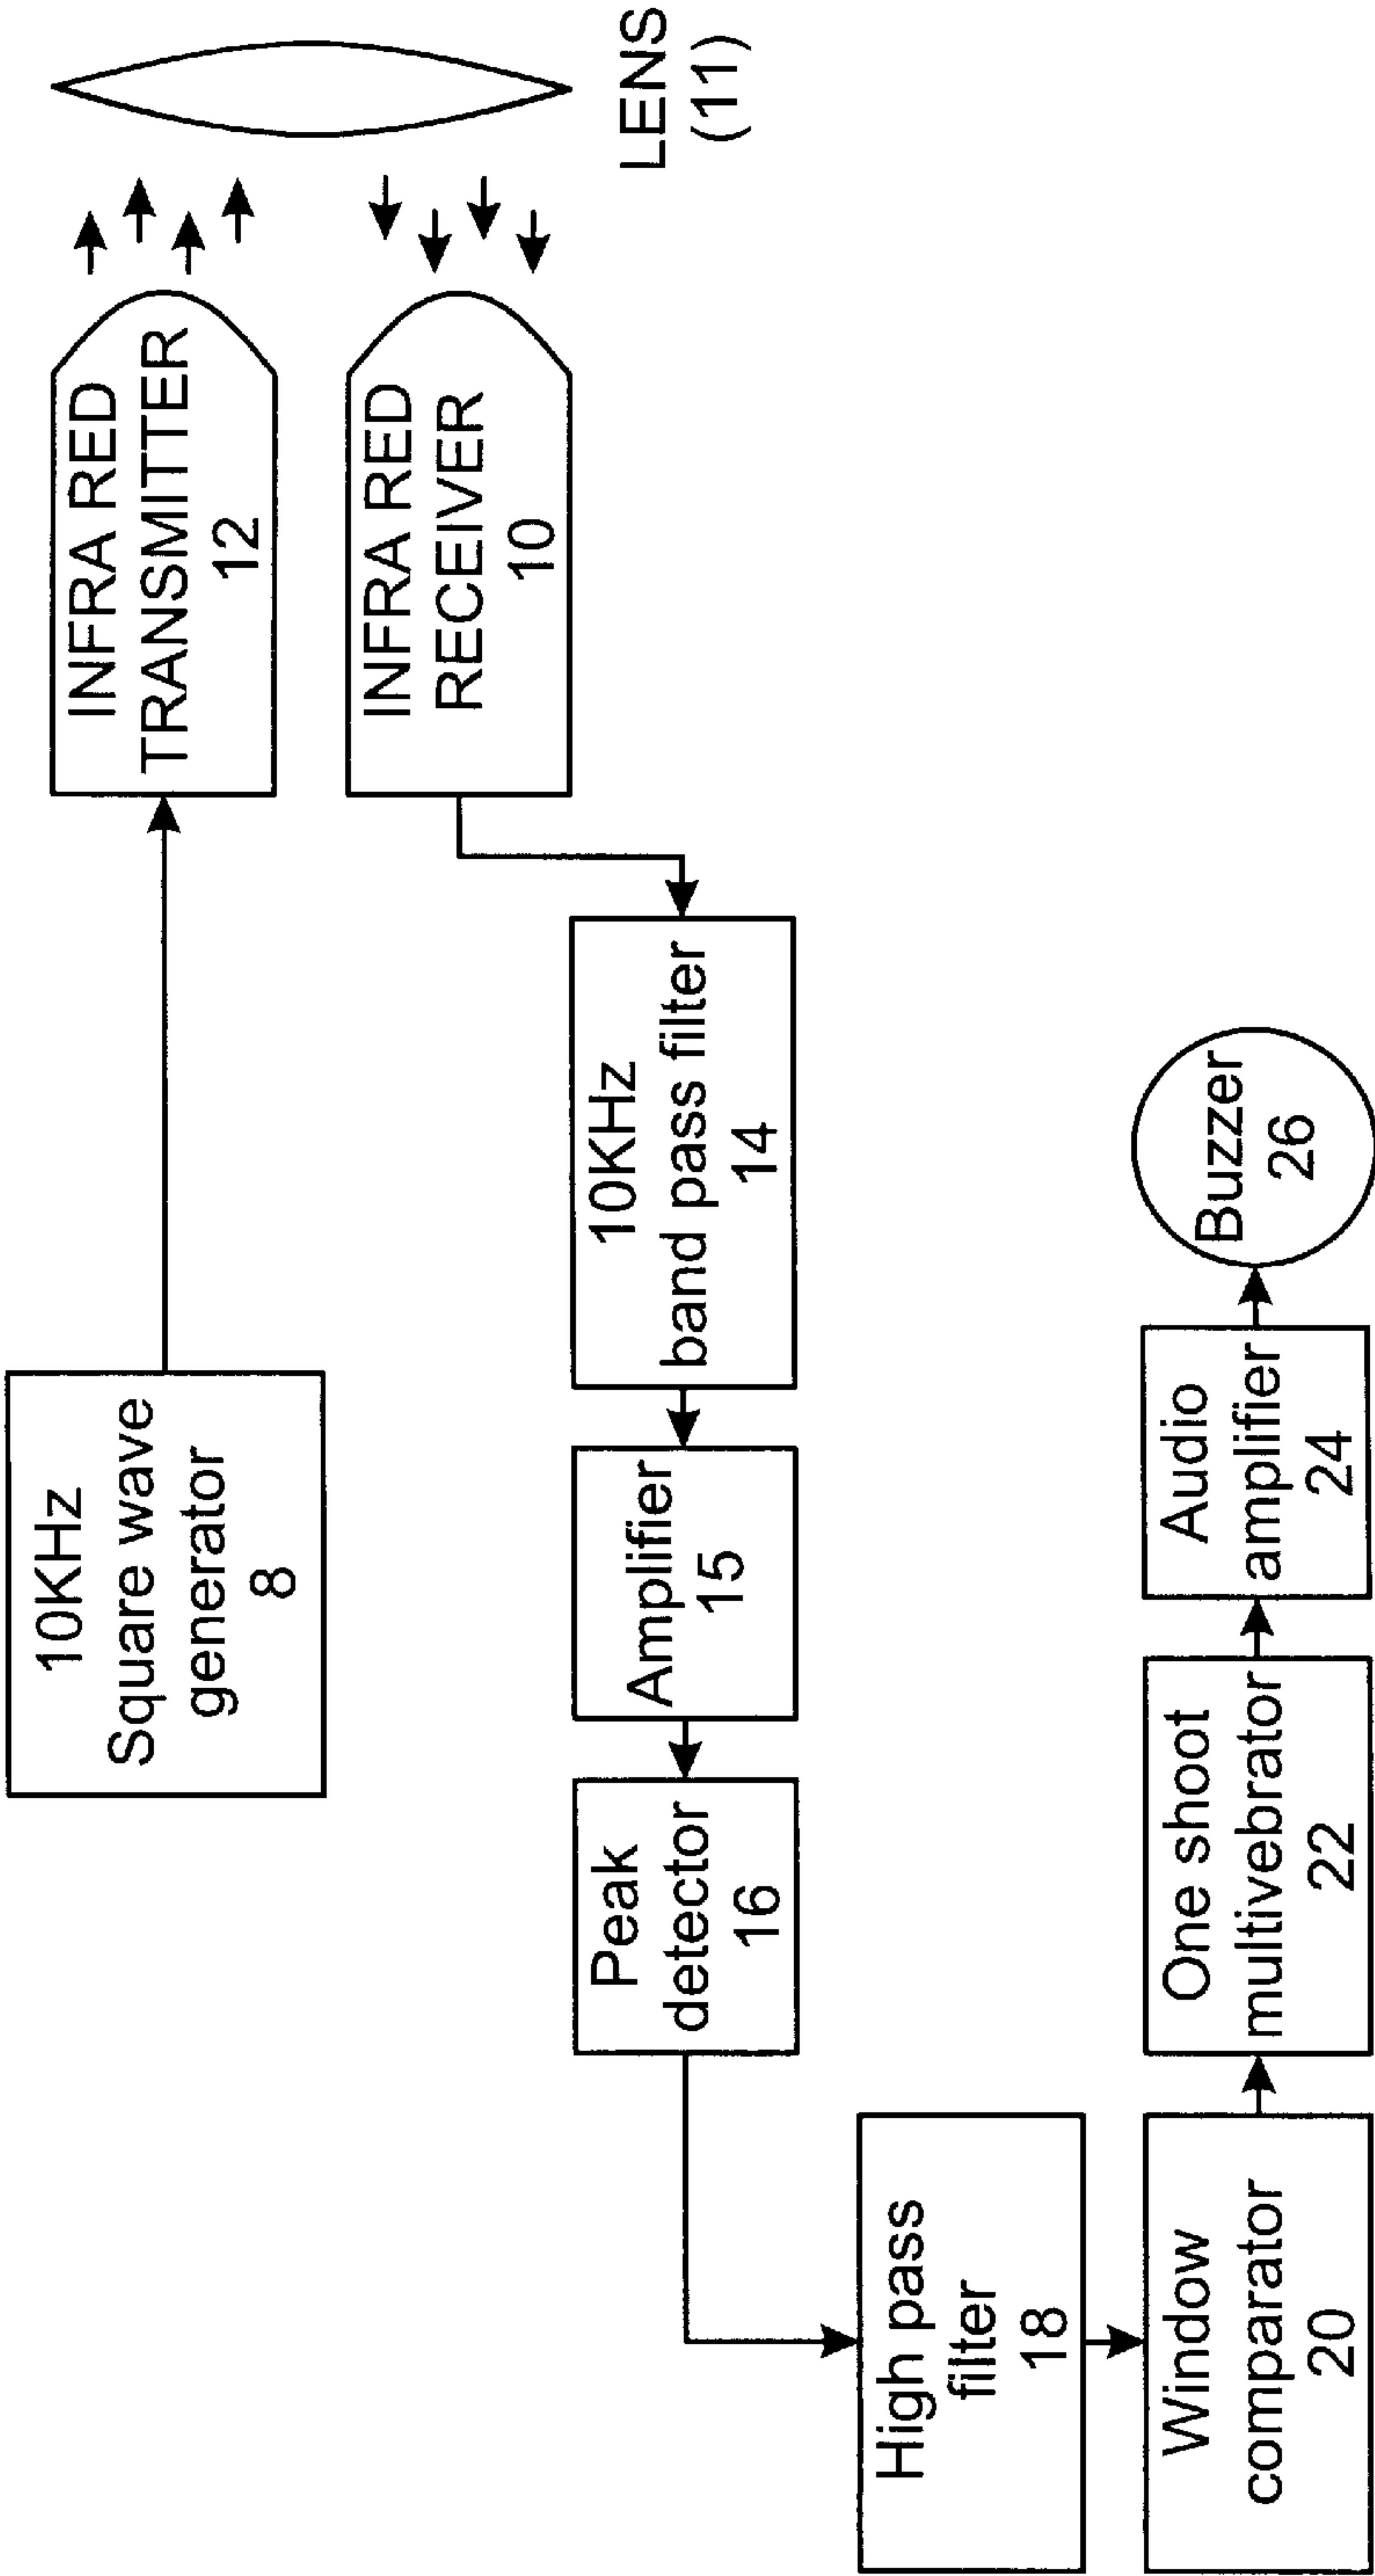 10KHz
Square wave
generator
8
INFRA RED
TRANSMITTER
12
INFRA RED
RECEIVER
10
LENS
(11)
10KHz
band pass filter
14
Amplifier
15
Peak
detector
16
High pass
filter
18
Window
comparator
20
One shoot
multivebrator
22
Audio
amplifier
24
Buzzer
26